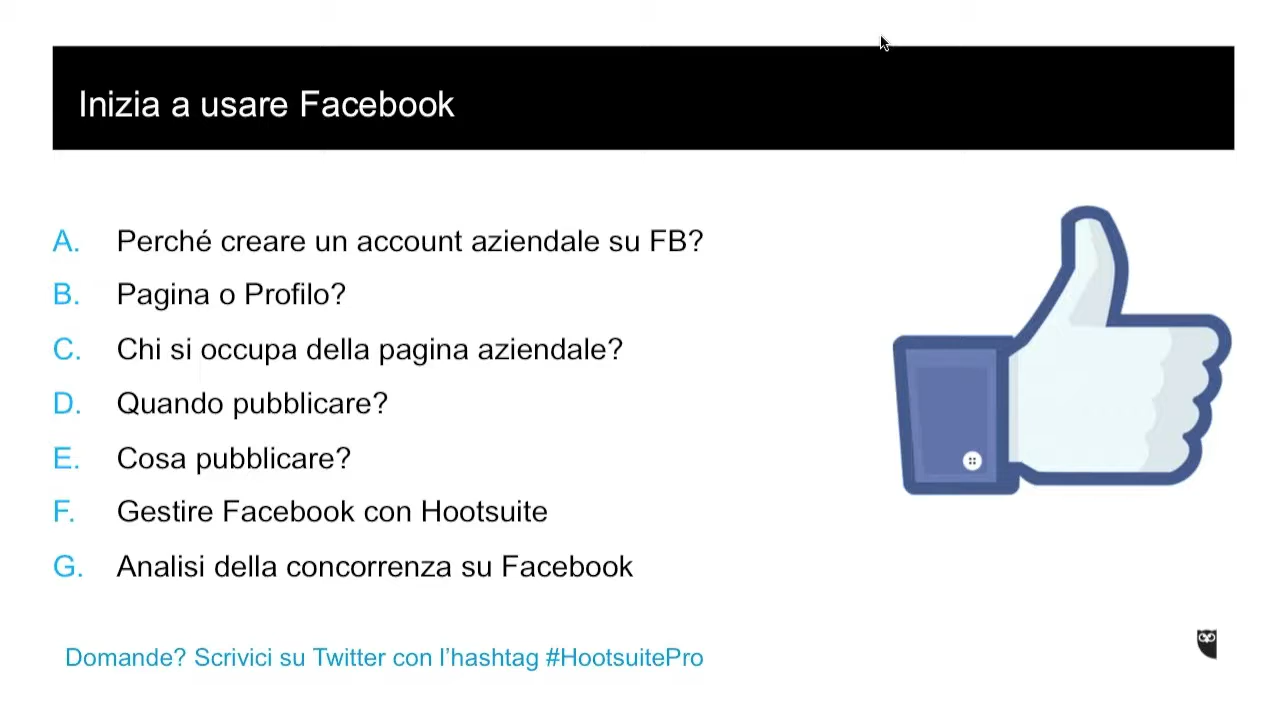 Inizia a usare Facebook
A. Perché creare un account aziendale su FB?
B. Pagina o Profilo?
C. Chi si occupa della pagina aziendale?
D. Quando pubblicare?
E. Cosa pubblicare?
F. Gestire Facebook con Hootsuite
G. Analisi della concorrenza su Facebook
Domande? Scrivici su Twitter con l’hashtag #HootsuitePro